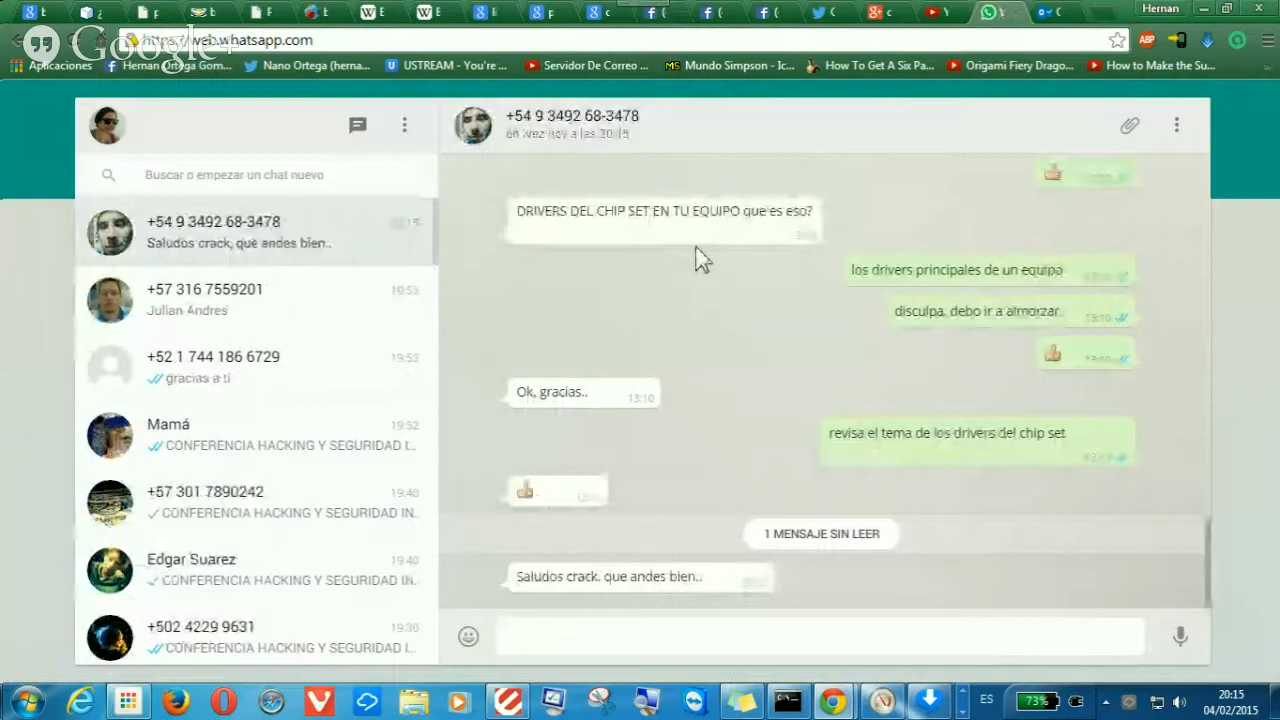 Hernan
https://web.whatsapp.com
Google+
Aplicaciones
Hernan Ortega Gom...
Nano Ortega (herna...
USTREAM - You're ...
Servidor De Correo ...
Mundo Simpson - Ic...
How To Get A Six Pa...
Origami Fiery Drago...
How to Make the Su...
+54 9 3492 68-3478
Buscar o empezar un chat nuevo
+54 9 3492 68-3478
Saludos crack, que andes bien..
+57 316 7559201
19:53
Julian Andres
+52 1 744 186 6729
19:53
gracias a ti
Mamá
19:52
CONFERENCIA HACKING Y SEGURIDAD I...
+57 301 7890242
19:40
CONFERENCIA HACKING Y SEGURIDAD IN...
Edgar Suarez
19:40
CONFERENCIA HACKING Y SEGURIDAD IN...
+502 4229 9631
19:30
CONFERENCIA HACKING Y SEGURIDAD I...
DRIVERS DEL CHIP SET EN TU EQUIPO que es eso?
los drivers principales de un equipo
disculpa, debo ir a almorzar
13:10
13:10
Ok, gracias..
13:10
revisa el tema de los drivers del chip set
1 MENSAJE SIN LEER
Saludos crack, que andes bien..
ES
73%
20:15
04/02/2015